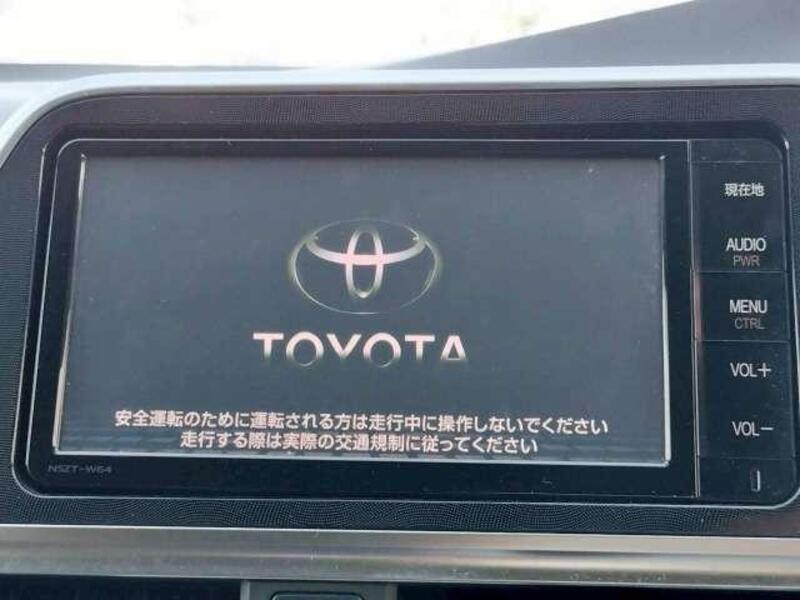 現在地
AUDIO
PWR
MENU
CTRL
VOL+
VOL-
TOYOTA
安全運転のために運転される方は走行中に操作しないでください
走行する際は実際の交通規制に従ってください
NSZT-W64